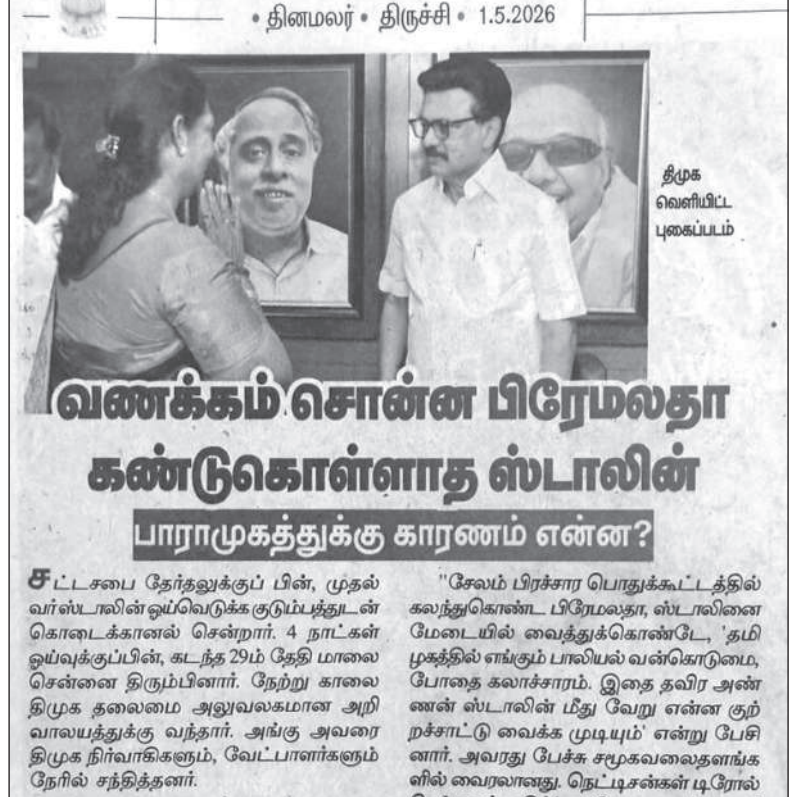 • தினமலர் • திருச்சி • 1.5.2026
திமுக
வெளியிட்ட
புகைப்படம்
வணக்கம் சொன்ன பிரேமலதா
கண்டுகொள்ளாத ஸ்டாலின்
பாராமுகத்துக்கு காரணம் என்ன?
சட்டசபை தேர்தலுக்குப் பின், முதல்
வர் ஸ்டாலின் ஓய்வெடுக்க குடும்பத்துடன்
கொடைக்கானல் சென்றார். 4 நாட்கள்
ஓய்வுக்குப்பின், கடந்த 29ம் தேதி மாலை
சென்னை திரும்பினார். நேற்று காலை
திமுக தலைமை அலுவலகமான அறி
வாலயத்துக்கு வந்தார். அங்கு அவரை
திமுக நிர்வாகிகளும், வேட்பாளர்களும்
நேரில் சந்தித்தனர்.
"சேலம் பிரச்சார பொதுக்கூட்டத்தில்
கலந்துகொண்ட பிரேமலதா, ஸ்டாலினை
மேடையில் வைத்துக்கொண்டே, 'தமி
ழகத்தில் எங்கும் பாலியல் வன்கொடுமை,
போதை கலாச்சாரம். இதை தவிர அண்
ணன் ஸ்டாலின் மீது வேறு என்ன குற்
றச்சாட்டு வைக்க முடியும்' என்று பேசி
னார். அவரது பேச்சு சமூகவலைதளங்க
ளில் வைரலானது. நெட்டிசன்கள் டிரோல்